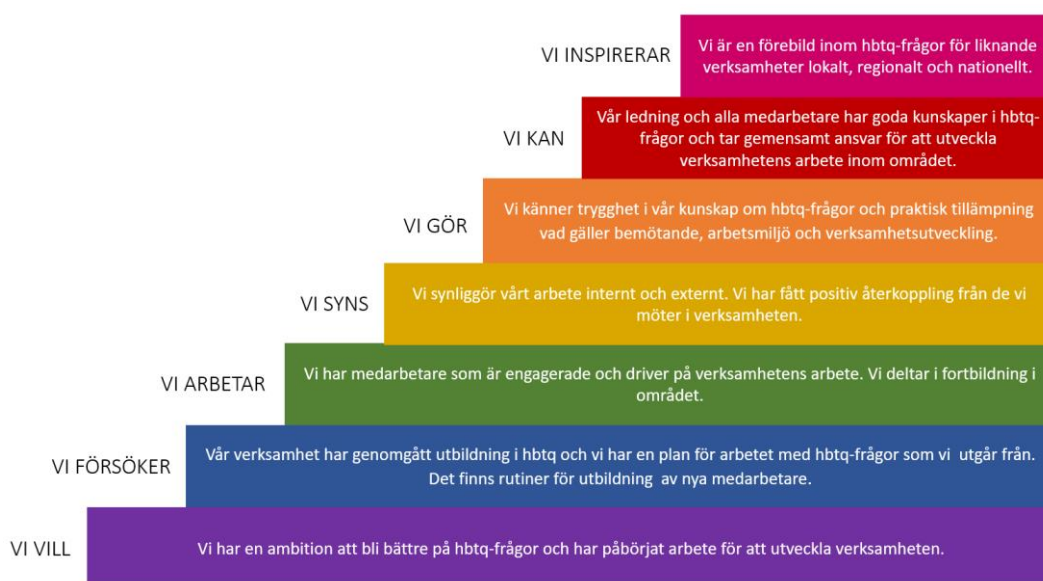 VI INSPIRERAR
Vi är en förebild inom hbtq-frågor för liknande
verksamheter lokalt, regionalt och nationellt.
VI KAN
Vår ledning och alla medarbetare har goda kunskaper i hbtq-
frågor och tar gemensamt ansvar för att utveckla
verksamhetens arbete inom området.
VI GÖR
Vi känner trygghet i vår kunskap om hbtq-frågor och praktisk tillämpning
vad gäller bemötande, arbetsmiljö och verksamhetsutveckling.
VI SYNS
Vi synliggör vårt arbete internt och externt. Vi har fått positiv återkoppling från de vi
möter i verksamheten.
VI ARBETAR
Vi har medarbetare som är engagerade och driver på verksamhetens arbete. Vi deltar i fortbildning i
området.
VI FÖRSÖKER
Vår verksamhet har genomgått utbildning i hbtq och vi har en plan för arbetet med hbtq-frågor som vi utgår från.
Det finns rutiner för utbildning av nya medarbetare.
VI VILL
Vi har en ambition att bli bättre på hbtq-frågor och har påbörjat arbete för att utveckla verksamheten.